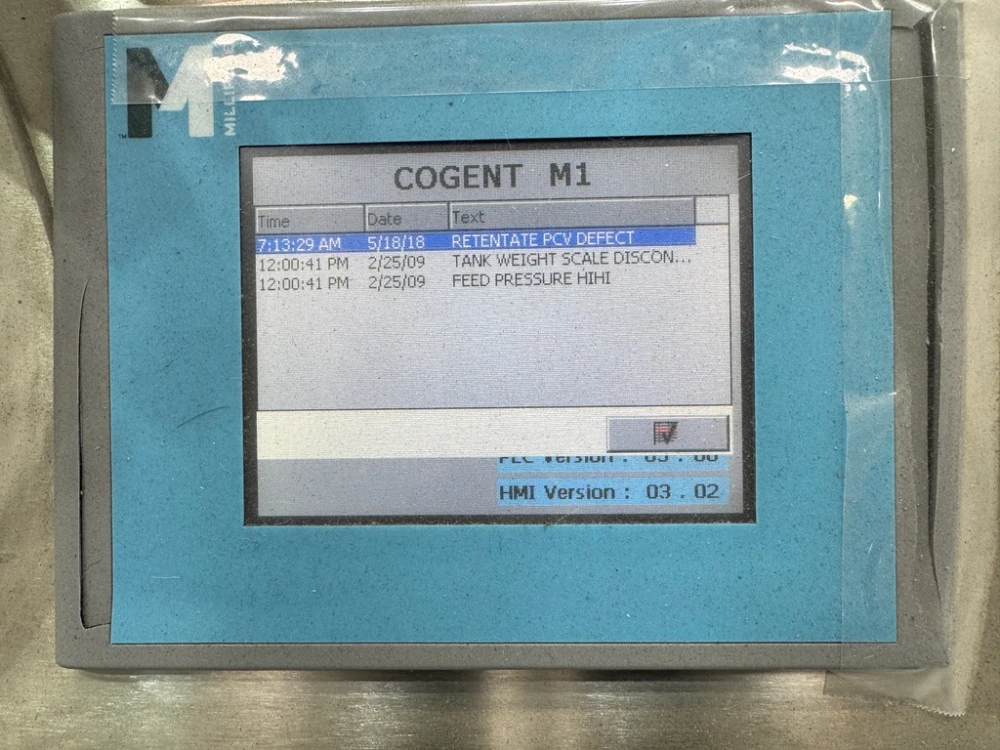 M
™
COGENT M1
Time Date Text
7:13:29 AM 5/18/18 RETENTATE PCV DEFECT
12:00:41 PM 2/25/09 TANK WEIGHT SCALE DISCON...
12:00:41 PM 2/25/09 FEED PRESSURE HIHI
HMI Version : 03 . 02